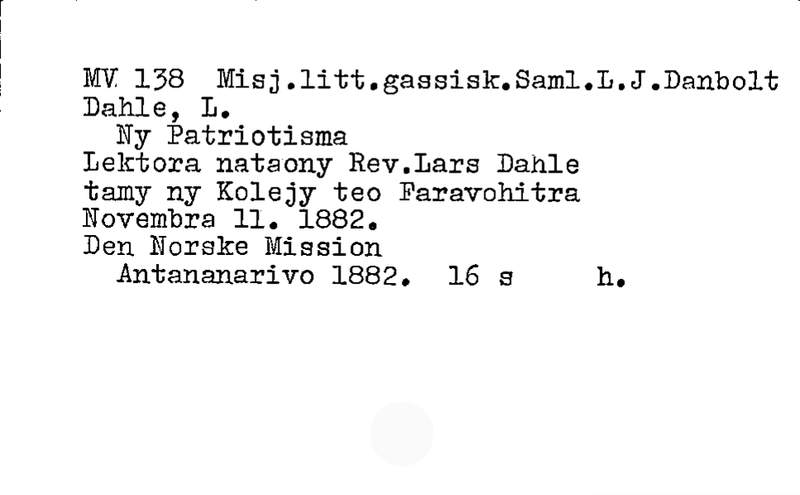 MV. 138 Misj.litt.gassisk.Saml.L.J.Danbolt
Dahle, L.
Ny Patriotisma
Lektora nataony Rev.Lars Dahle
tamy ny Kolejy teo Faravohitra
Novembra 11. 1882.
Den Norske Mission
Antananarivo 1882. 16 s h.